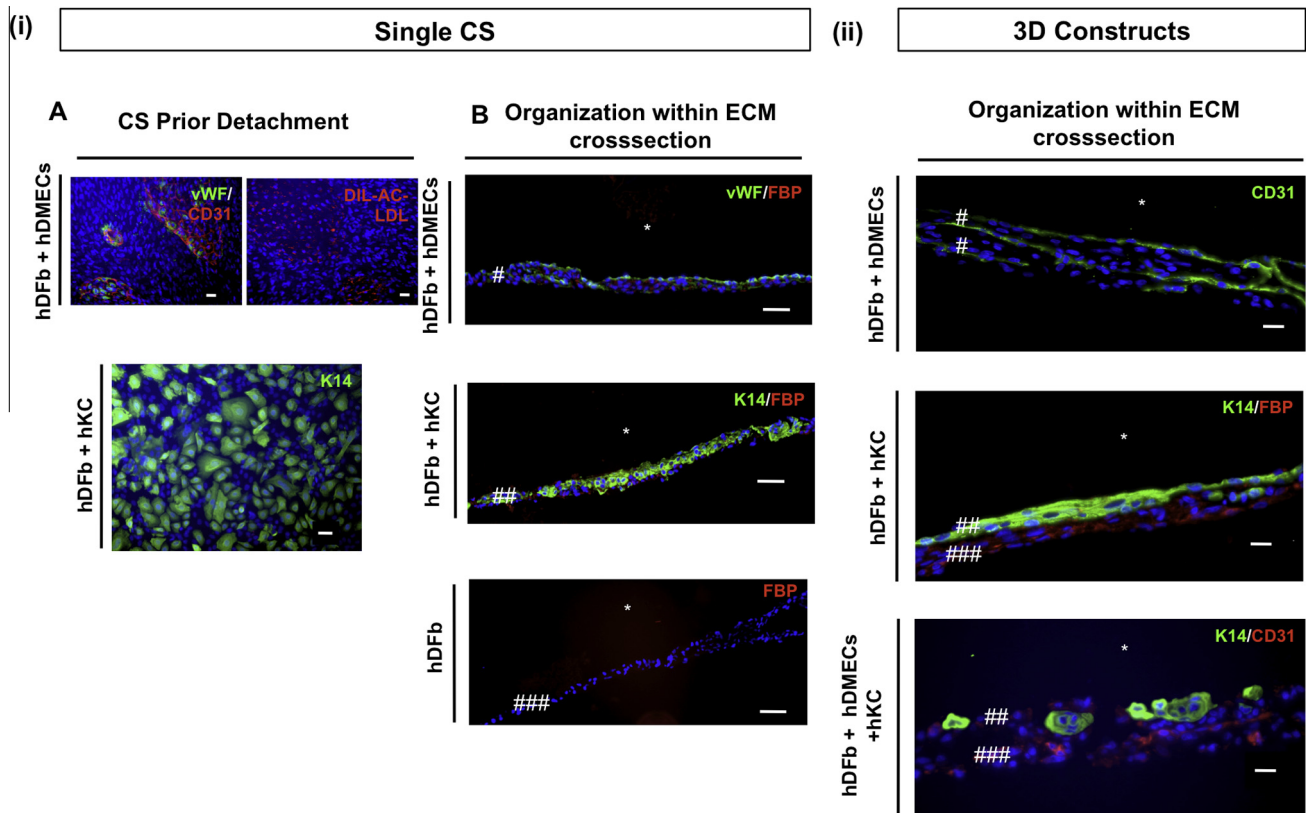 (i)
Single CS
(ii)
3D Constructs
A
CS Prior Detachment
B
Organization within ECM
crosssection
Organization within ECM
crosssection
hDFb + hDMECs
vWF/
CD31
DIL-AC-
LDL
hDFb + hDMECs
vWF/FBP
*
#
hDFb + hDMECs
CD31
*
#
#
hDFb + hKC
K14
hDFb + hKC
K14/FBP
*
##
hDFb + hKC
K14/FBP
*
##
###
hDFb
FBP
*
###
hDFb + hDMECs
+hKC
K14/CD31
*
##
###